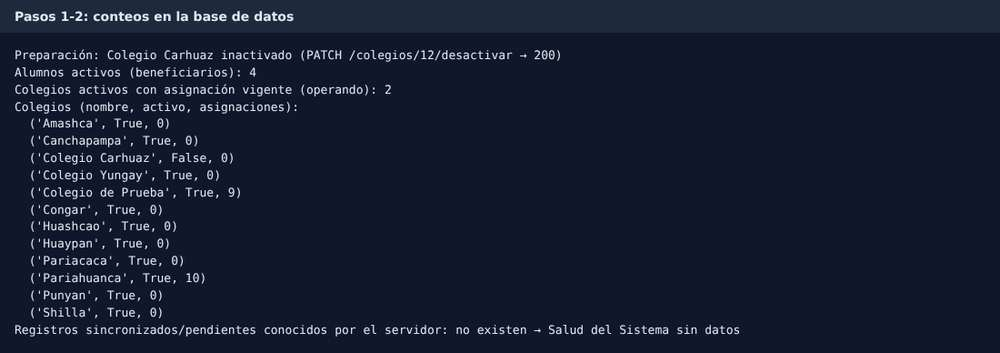 Pasos 1-2: conteos en la base de datos
Preparación: Colegio Carhuaz inactivado (PATCH /colegios/12/desactivar → 200)
Alumnos activos (beneficiarios): 4
Colegios activos con asignación vigente (operando): 2
Colegios (nombre, activo, asignaciones):
('Amashca', True, 0)
('Canchapampa', True, 0)
('Colegio Carhuaz', False, 0)
('Colegio Yungay', True, 0)
('Colegio de Prueba', True, 9)
('Congar', True, 0)
('Huashcao', True, 0)
('Huaypan', True, 0)
('Pariacaca', True, 0)
('Pariahuanca', True, 10)
('Punyan', True, 0)
('Shilla', True, 0)
Registros sincronizados/pendientes conocidos por el servidor: no existen → Salud del Sistema sin datos